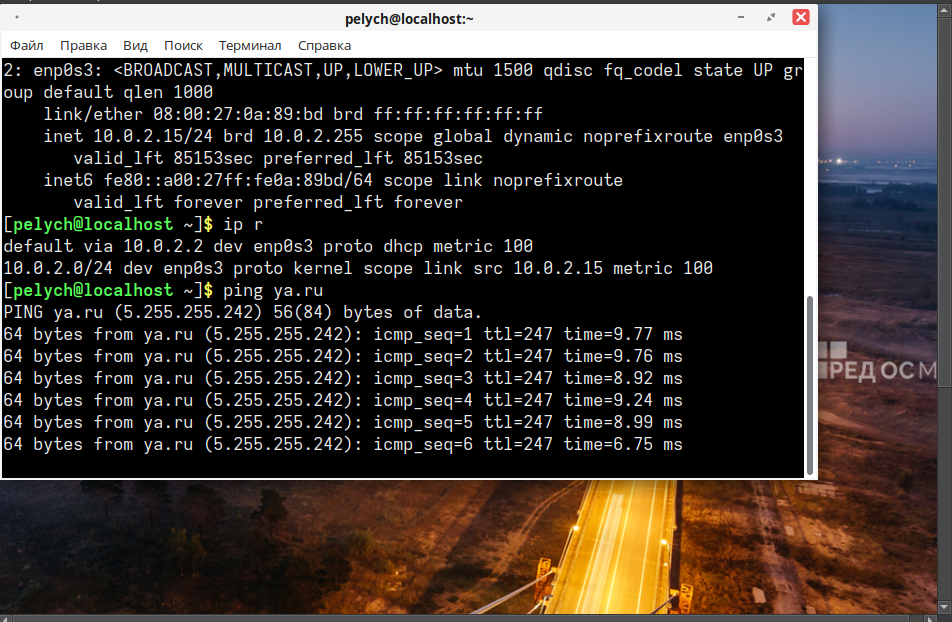 pelych@localhost:~
Файл Правка Вид Поиск Терминал Справка
2: enp0s3: <BROADCAST,MULTICAST,UP,LOWER_UP> mtu 1500 qdisc fq_codel state UP gr
oup default qlen 1000
    link/ether 08:00:27:0a:89:bd brd ff:ff:ff:ff:ff:ff
    inet 10.0.2.15/24 brd 10.0.2.255 scope global dynamic noprefixroute enp0s3
       valid_lft 85153sec preferred_lft 85153sec
    inet6 fe80::a00:27ff:fe0a:89bd/64 scope link noprefixroute
       valid_lft forever preferred_lft forever
[pelych@localhost ~]$ ip r
default via 10.0.2.2 dev enp0s3 proto dhcp metric 100
10.0.2.0/24 dev enp0s3 proto kernel scope link src 10.0.2.15 metric 100
[pelych@localhost ~]$ ping ya.ru
PING ya.ru (5.255.255.242) 56(84) bytes of data.
64 bytes from ya.ru (5.255.255.242): icmp_seq=1 ttl=247 time=9.77 ms
64 bytes from ya.ru (5.255.255.242): icmp_seq=2 ttl=247 time=9.76 ms
64 bytes from ya.ru (5.255.255.242): icmp_seq=3 ttl=247 time=8.92 ms
64 bytes from ya.ru (5.255.255.242): icmp_seq=4 ttl=247 time=9.24 ms
64 bytes from ya.ru (5.255.255.242): icmp_seq=5 ttl=247 time=8.99 ms
64 bytes from ya.ru (5.255.255.242): icmp_seq=6 ttl=247 time=6.75 ms
РЕД ОС М